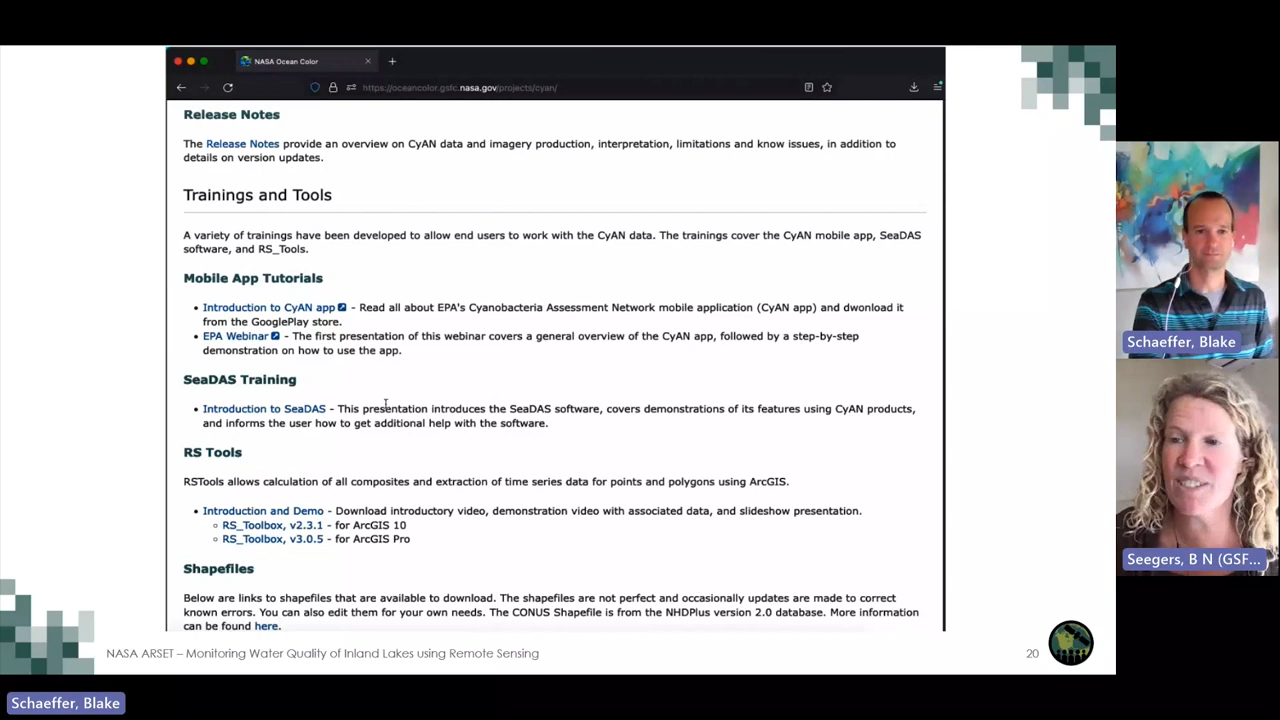 NASA Ocean Color
https://oceancolor.gsfc.nasa.gov/projects/cyan/
Release Notes
The Release Notes provide an overview on CyAN data and imagery production, interpretation, limitations and know issues, in addition to
details on version updates.
Trainings and Tools
A variety of trainings have been developed to allow end users to work with the CyAN data. The trainings cover the CyAN mobile app, SeaDAS
software, and RS_Tools.
Mobile App Tutorials
• Introduction to CyAN app - Read all about EPA's Cyanobacteria Assessment Network mobile application (CyAN app) and dwonload it
from the GooglePlay store.
• EPA Webinar - The first presentation of this webinar covers a general overview of the CyAN app, followed by a step-by-step
demonstration on how to use the app.
SeaDAS Training
• Introduction to SeaDAS - This presentation introduces the SeaDAS software, covers demonstrations of its features using CyAN products,
and informs the user how to get additional help with the software.
RS Tools
RSTools allows calculation of all composites and extraction of time series data for points and polygons using ArcGIS.
• Introduction and Demo - Download introductory video, demonstration video with associated data, and slideshow presentation.
◦ RS_Toolbox, v2.3.1 - for ArcGIS 10
◦ RS_Toolbox, v3.0.5 - for ArcGIS Pro
Shapefiles
Below are links to shapefiles that are available to download. The shapefiles are not perfect and occasionally updates are made to correct
known errors. You can also edit them for your own needs. The CONUS Shapefile is from the NHDPlus version 2.0 database. More information
can be found here.
NASA ARSET – Monitoring Water Quality of Inland Lakes using Remote Sensing
20
Schaeffer, Blake
Seegers, B N (GSF...
Schaeffer, Blake